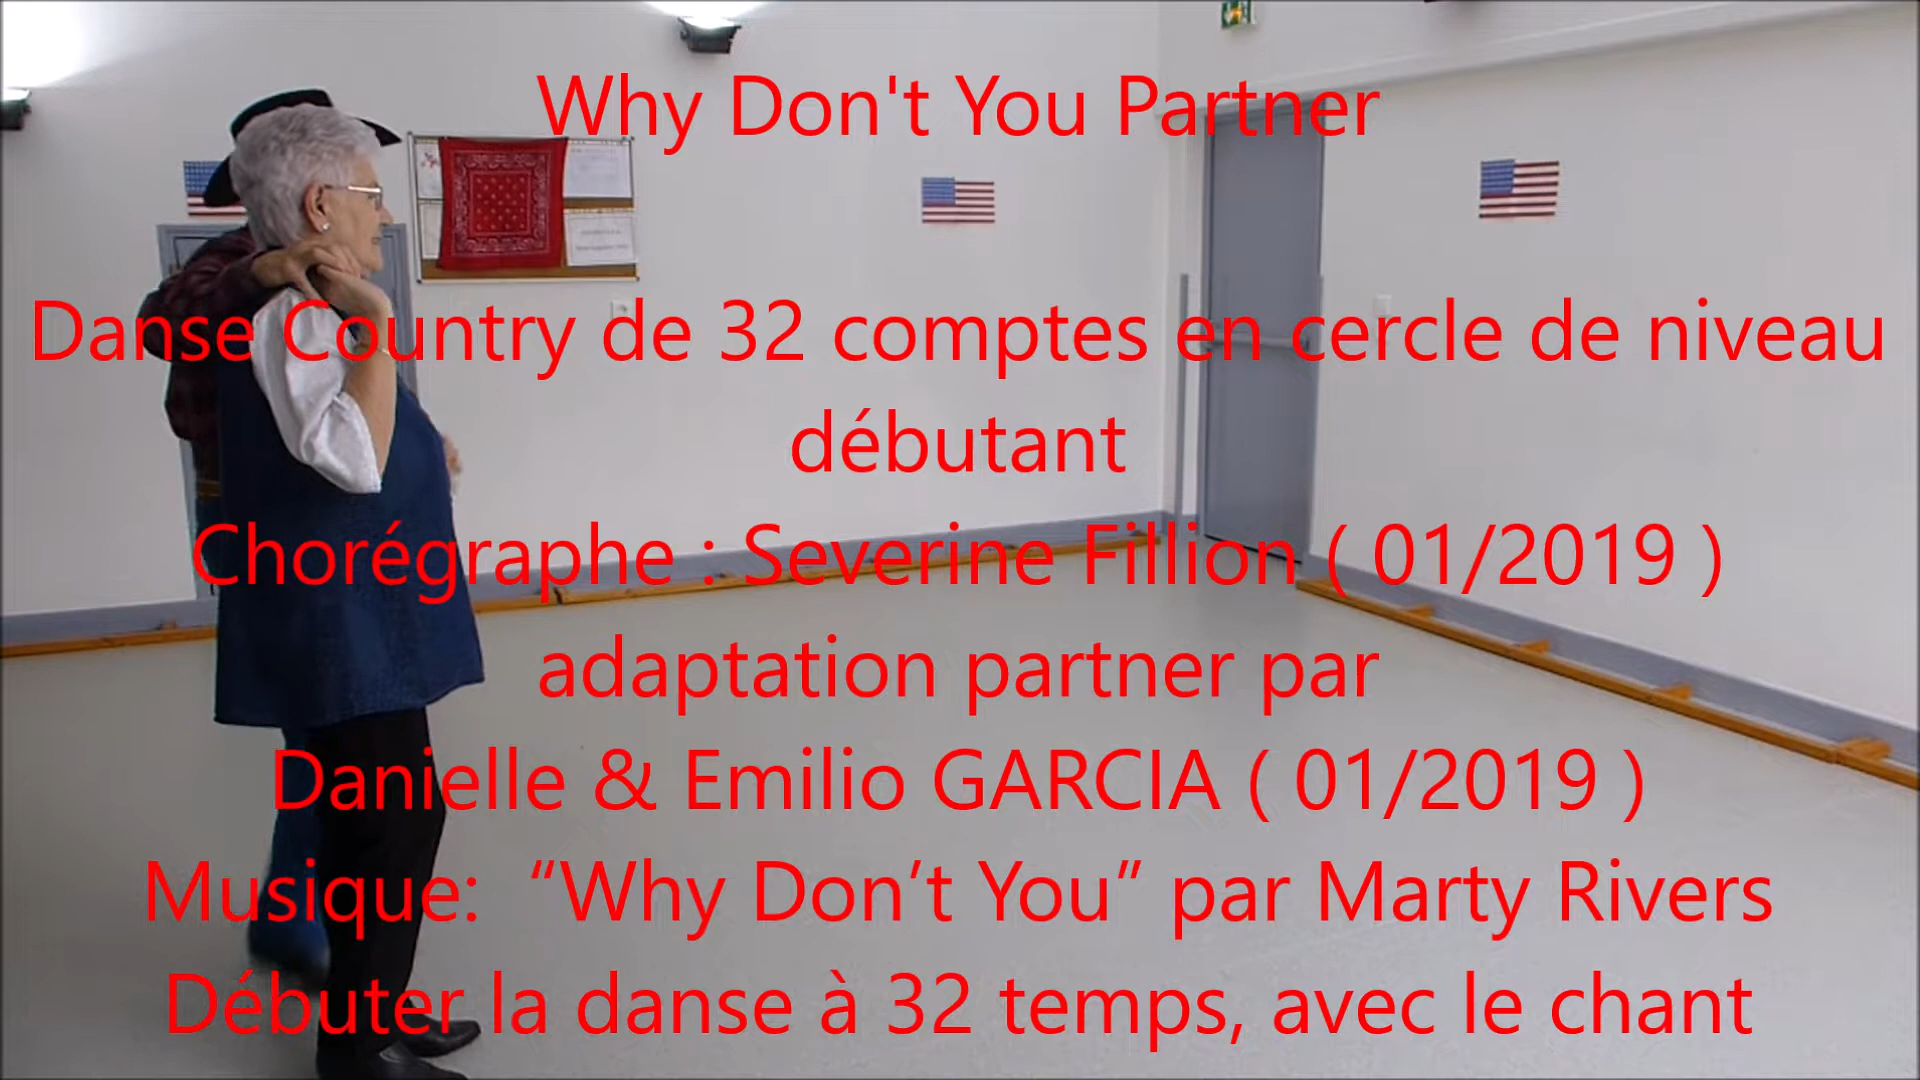 Why Don't You Partner
Danse Country de 32 comptes en cercle de niveau
débutant
Chorégraphe : Severine Fillion ( 01/2019 )
adaptation partner par
Danielle & Emilio GARCIA ( 01/2019 )
Musique:  “Why Don’t You” par Marty Rivers
Débuter la danse à 32 temps, avec le chant